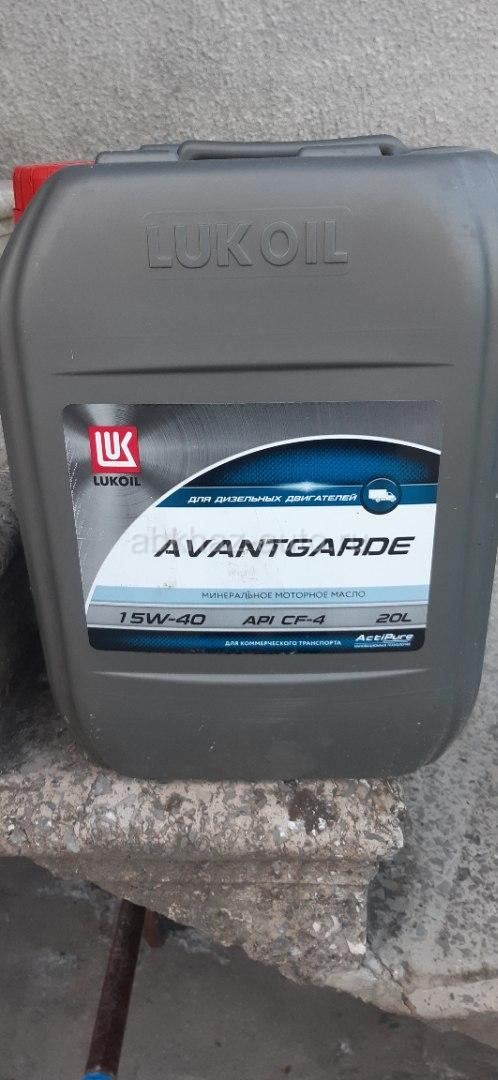 LUKOIL
LUK
LUKOIL
ДЛЯ ДИЗЕЛЬНЫХ ДВИГАТЕЛЕЙ
AVANTGARDE
МИНЕРАЛЬНОЕ МОТОРНОЕ МАСЛО
15W-40 API CF-4 20L
ДЛЯ КОММЕРЧЕСКОГО ТРАНСПОРТА
ActiPure